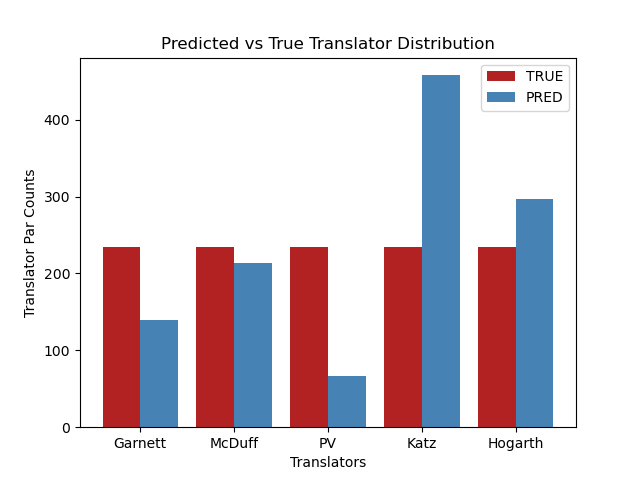 Predicted vs True Translator Distribution
TRUE
PRED
Translator Par Counts
400
300
200
100
0
Garnett McDuff PV Katz Hogarth
Translators